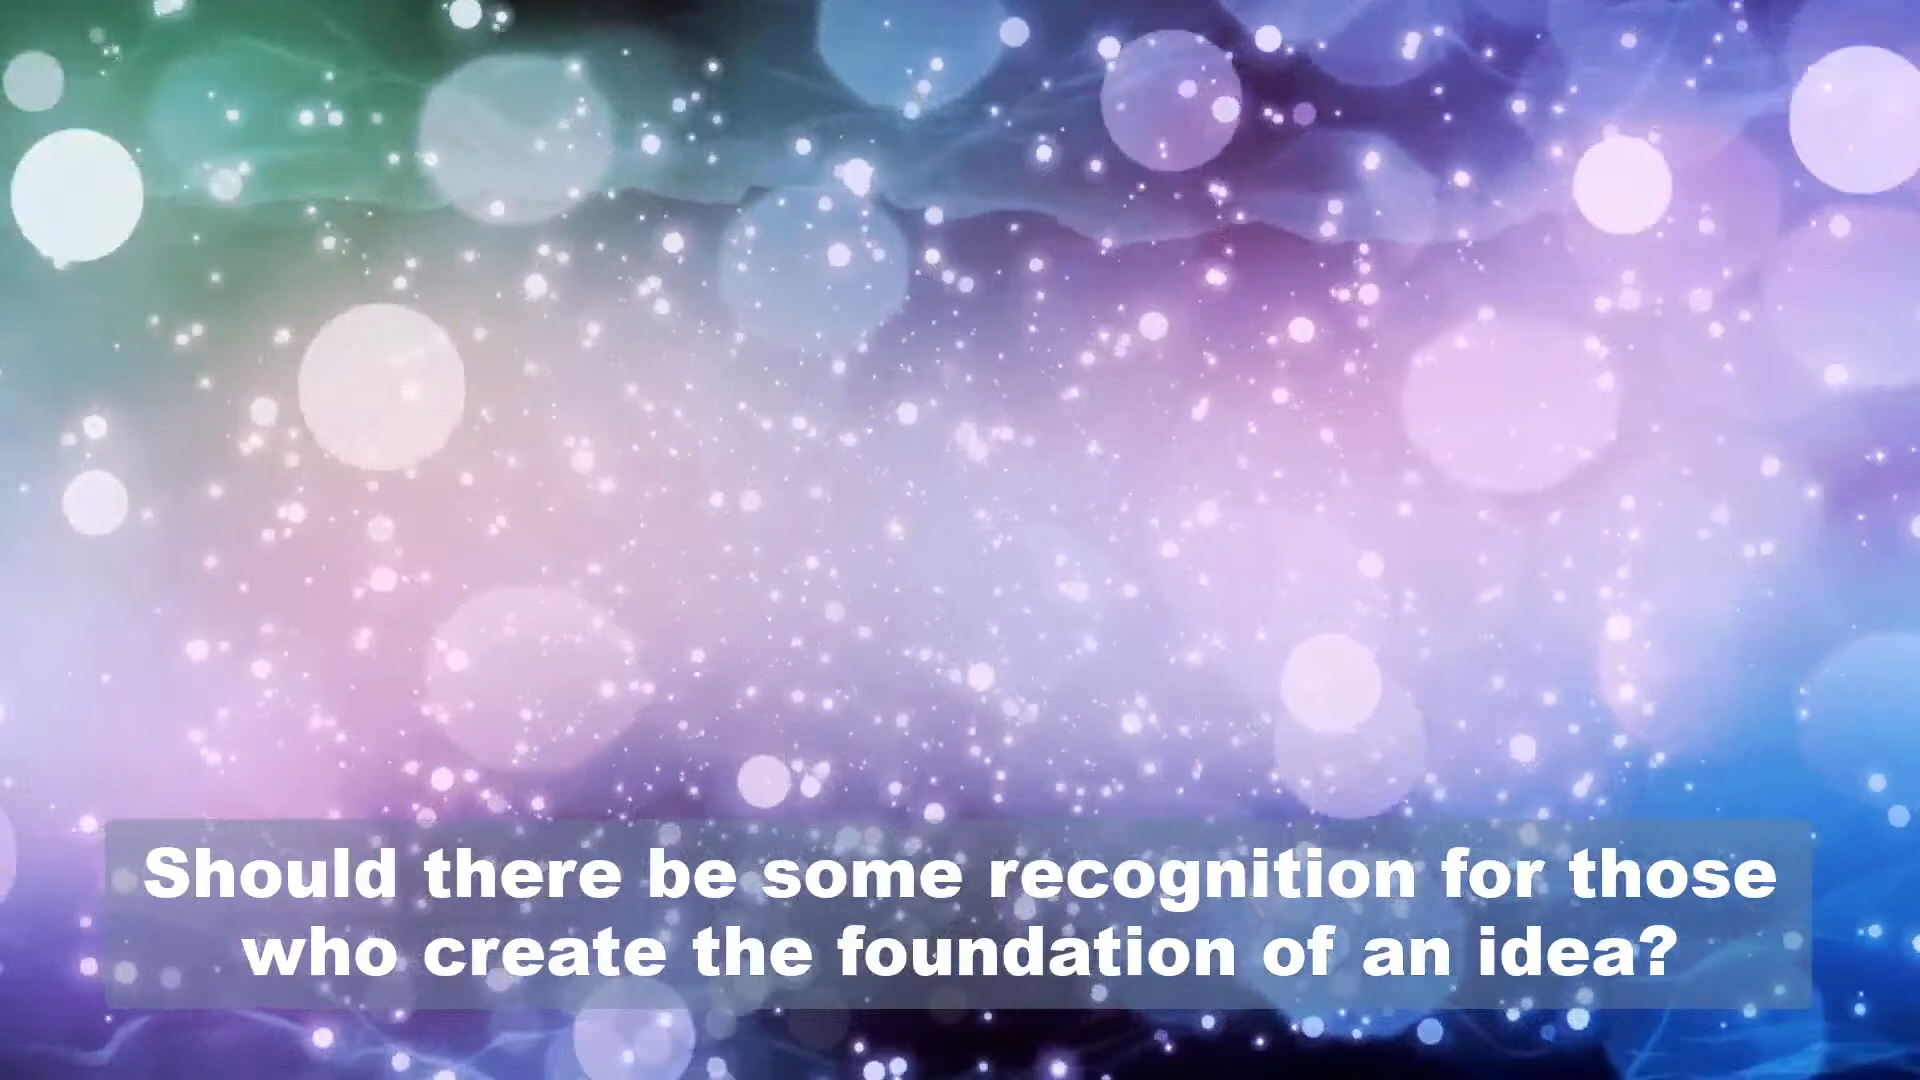 Should there be some recognition for those
who create the foundation of an idea?